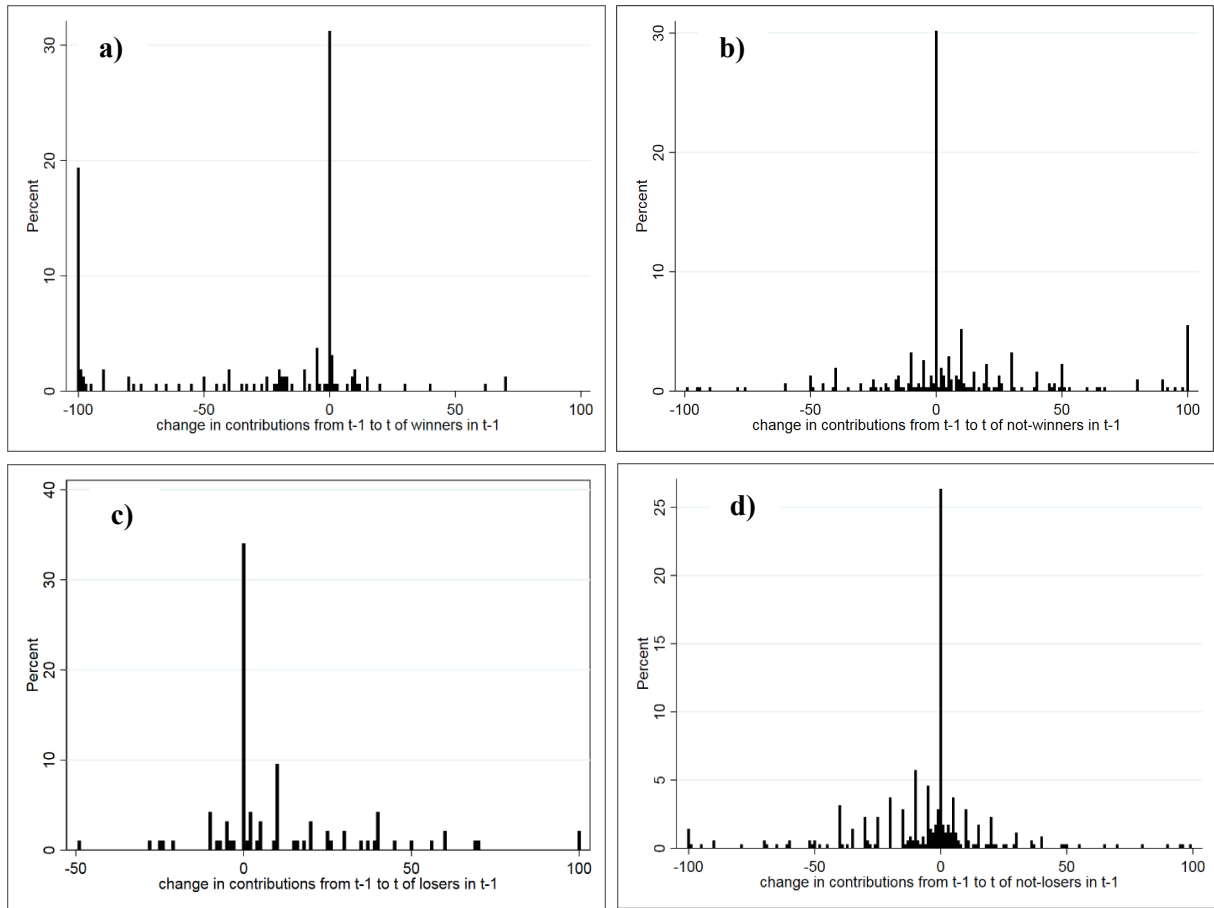 a)
Percent
30
20
10
0
-100 -50 0 50 100
change in contributions from t-1 to t of winners in t-1
b)
Percent
30
20
10
0
-100 -50 0 50 100
change in contributions from t-1 to t of not-winners in t-1
c)
Percent
40
30
20
10
0
-50 0 50 100
change in contributions from t-1 to t of losers in t-1
d)
Percent
25
20
15
10
5
0
-100 -50 0 50 100
change in contributions from t-1 to t of not-losers in t-1